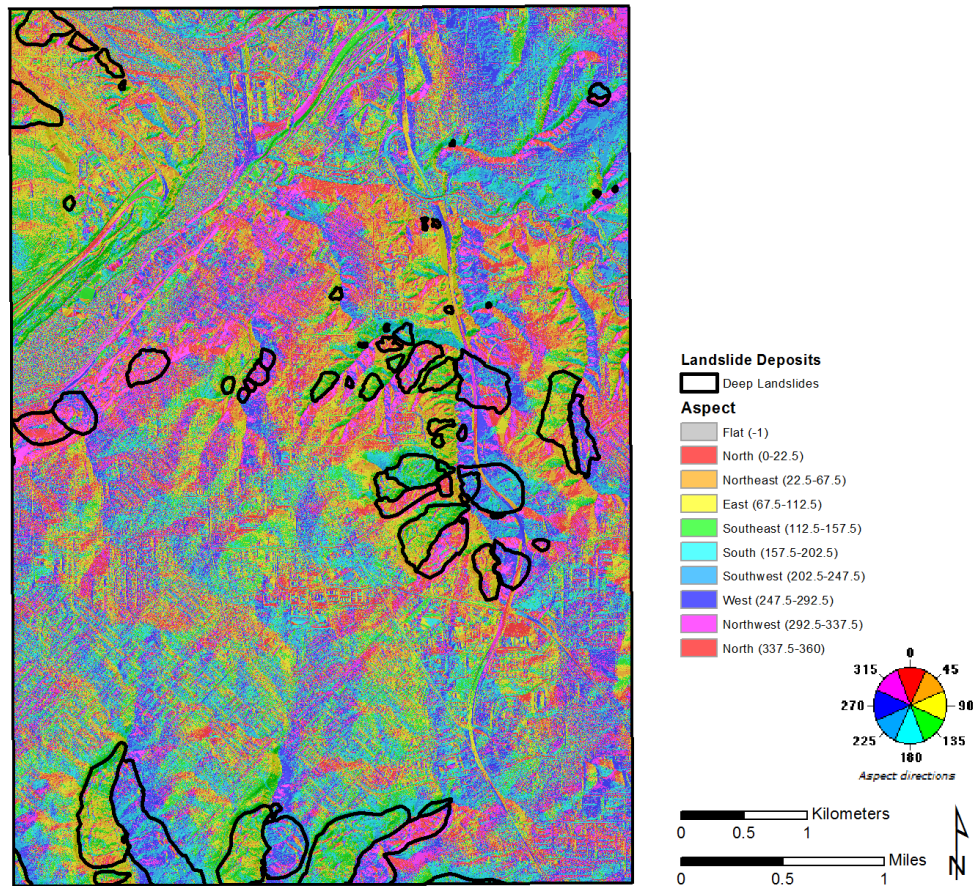 Landslide Deposits
Deep Landslides
Aspect
Flat (-1)
North (0-22.5)
Northeast (22.5-67.5)
East (67.5-112.5)
Southeast (112.5-157.5)
South (157.5-202.5)
Southwest (202.5-247.5)
West (247.5-292.5)
Northwest (292.5-337.5)
North (337.5-360)
0
315 45
270 90
225 135
180
Aspect directions
Kilometers
0 0.5 1
Miles
0 0.5 1
N